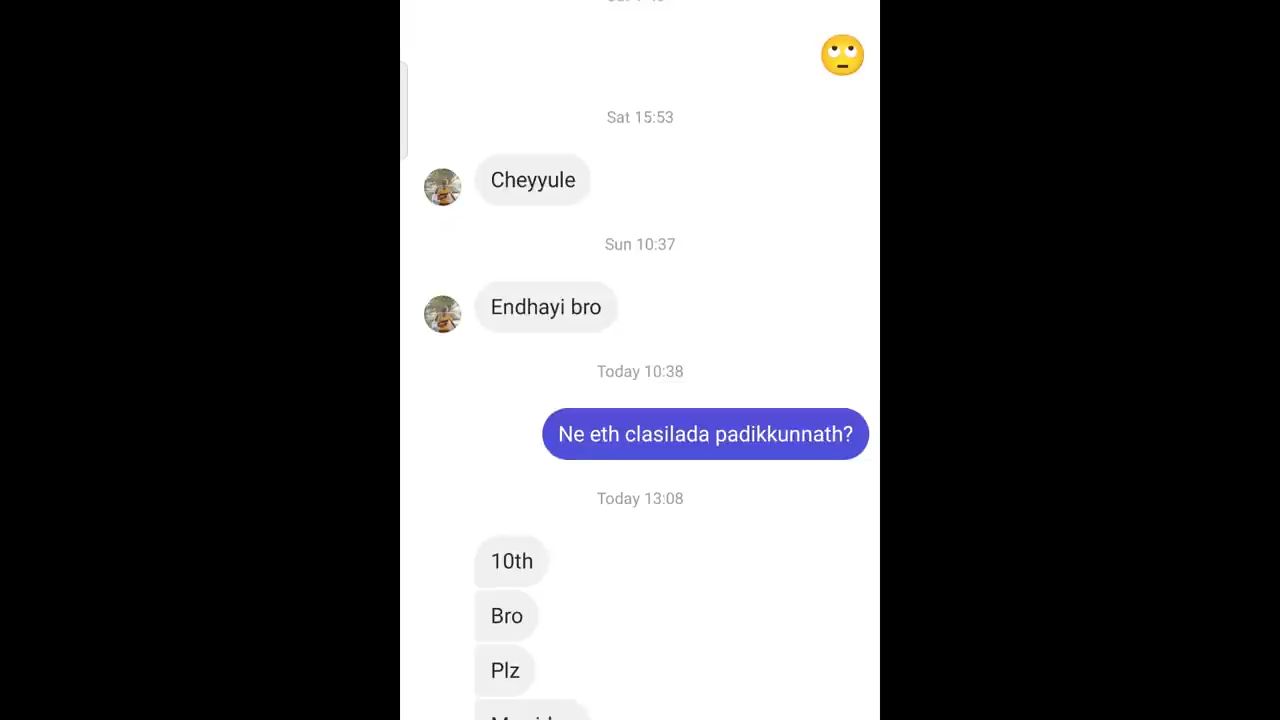 Sat 15:53
Cheyyule
Sun 10:37
Endhayi bro
Today 10:38
Ne eth clasilada padikkunnath?
Today 13:08
10th
Bro
Plz